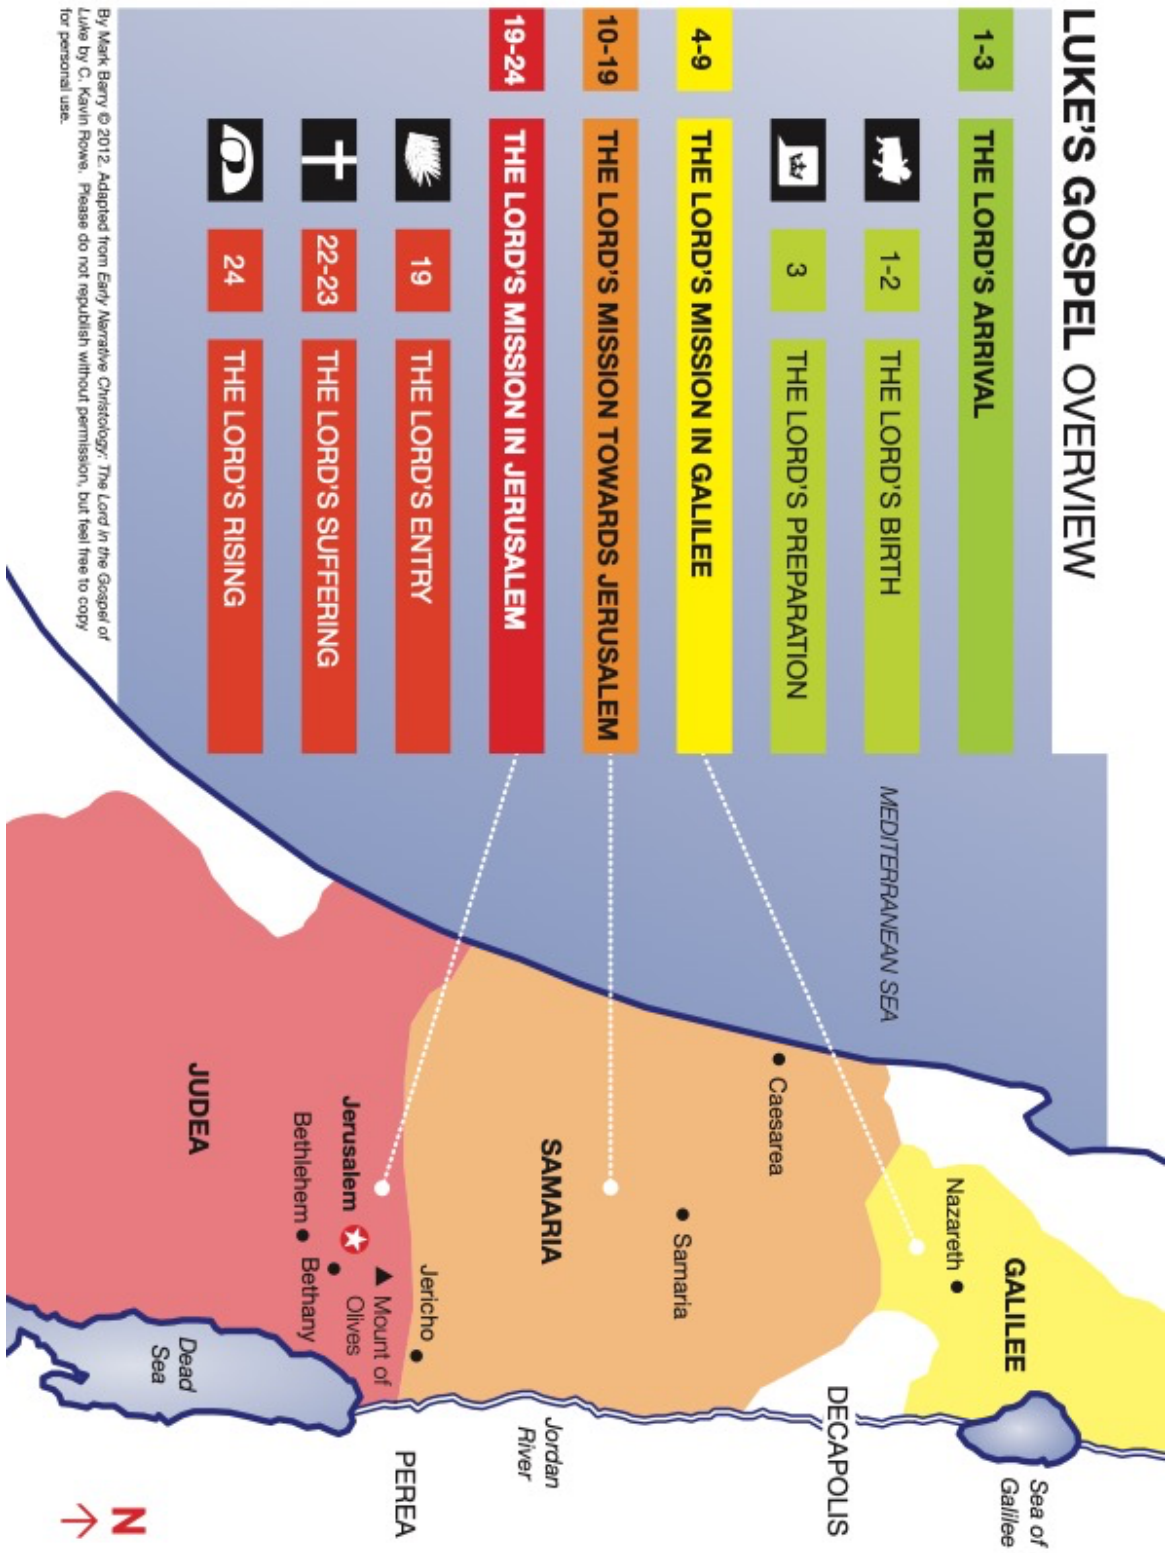 LUKE'S GOSPEL OVERVIEW
1-3 THE LORD'S ARRIVAL
1-2 THE LORD'S BIRTH
3 THE LORD'S PREPARATION
4-9 THE LORD'S MISSION IN GALILEE
10-19 THE LORD'S MISSION TOWARDS JERUSALEM
19-24 THE LORD'S MISSION IN JERUSALEM
19 THE LORD'S ENTRY
22-23 THE LORD'S SUFFERING
24 THE LORD'S RISING
By Mark Barry © 2012. Adapted from Early Narrative Christology: The Lord in the Gospel of
Luke by C. Kavin Rowe. Please do not republish without permission, but feel free to copy
for personal use.
MEDITERRANEAN SEA
GALILEE
Sea of
Galilee
Nazareth
DECAPOLIS
Caesarea
Samaria
SAMARIA
Jordan
River
Jericho
PEREA
Mount of
Olives
Jerusalem
Bethany
Bethlehem
JUDEA
Dead
Sea
N